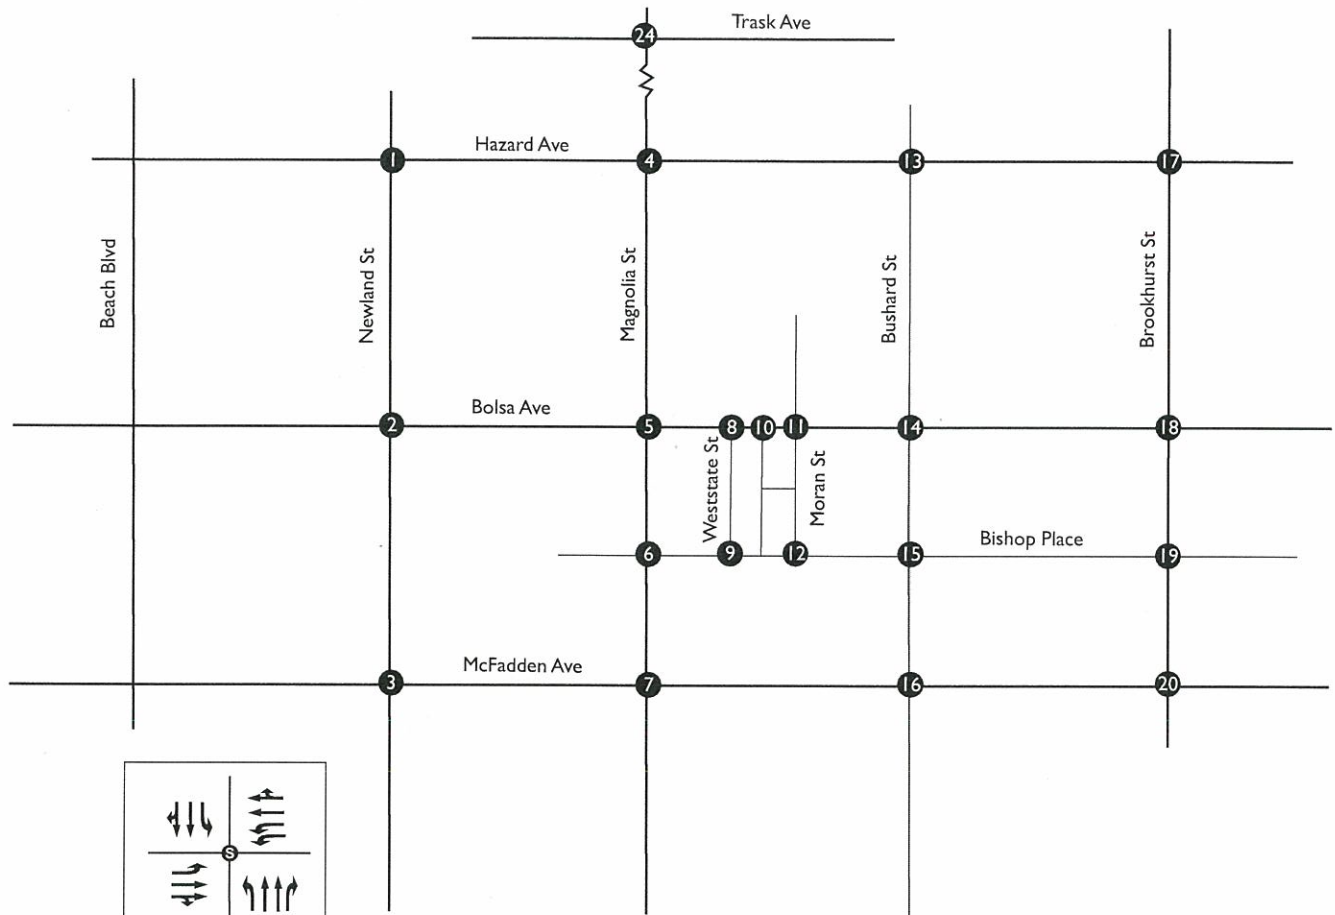 24
Trask Ave
1
Hazard Ave
4
13
17
Beach Blvd
Newland St
Magnolia St
Bushard St
Brookhurst St
2
Bolsa Ave
5
8
10
11
14
18
Weststate St
Moran St
6
9
12
15
Bishop Place
19
3
McFadden Ave
7
16
20
S